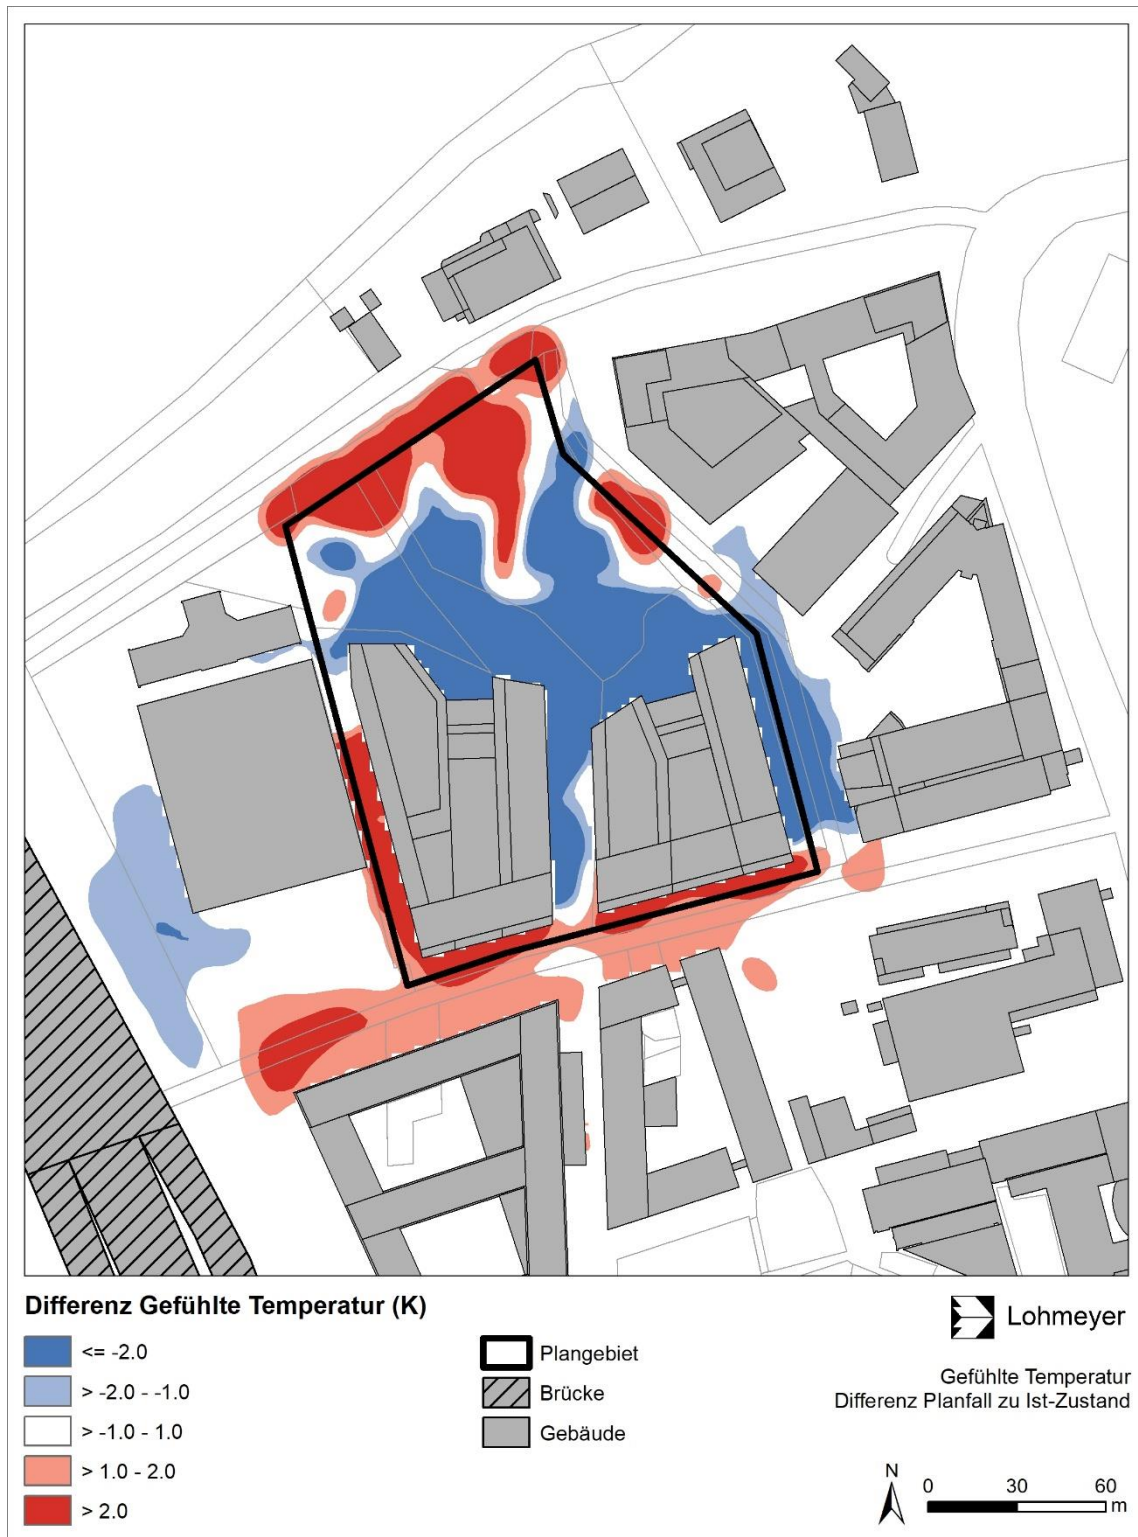 Differenz Gefühlte Temperatur (K)
<= -2.0
> -2.0 - -1.0
> -1.0 - 1.0
> 1.0 - 2.0
> 2.0
Plangebiet
Brücke
Gebäude
Lohmeyer
Gefühlte Temperatur
Differenz Planfall zu Ist-Zustand
N
0 30 60
m